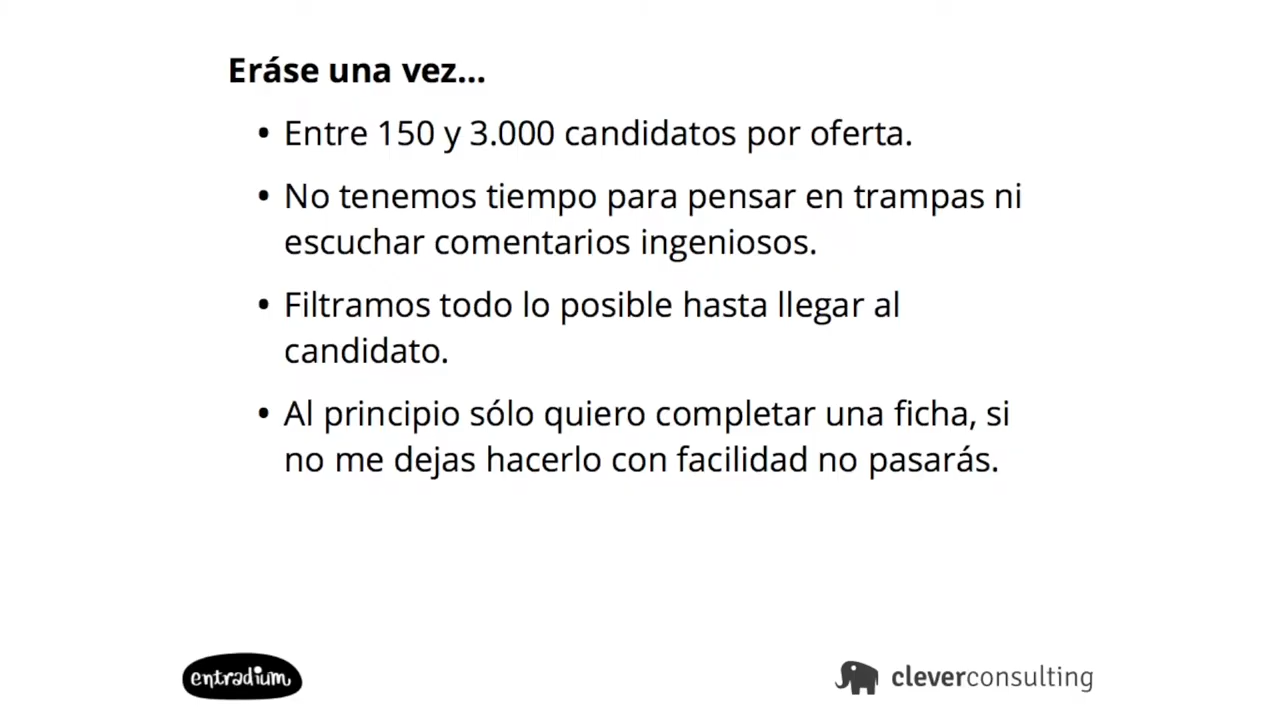 Eráse una vez...
• Entre 150 y 3.000 candidatos por oferta.
• No tenemos tiempo para pensar en trampas ni
escuchar comentarios ingeniosos.
• Filtramos todo lo posible hasta llegar al
candidato.
• Al principio sólo quiero completar una ficha, si
no me dejas hacerlo con facilidad no pasarás.
entradium
cleverconsulting